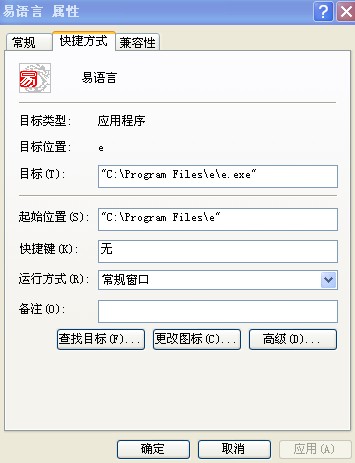 易语言 属性
常规 快捷方式 兼容性
易
易语言
目标类型: 应用程序
目标位置: e
目标(T): "C:\Program Files\e\e.exe"
起始位置(S): "C:\Program Files\e"
快捷键(K): 无
运行方式(R): 常规窗口
备注(O):
查找目标(F)... 更改图标(C)... 高级(D)...
确定 取消 应用(A)